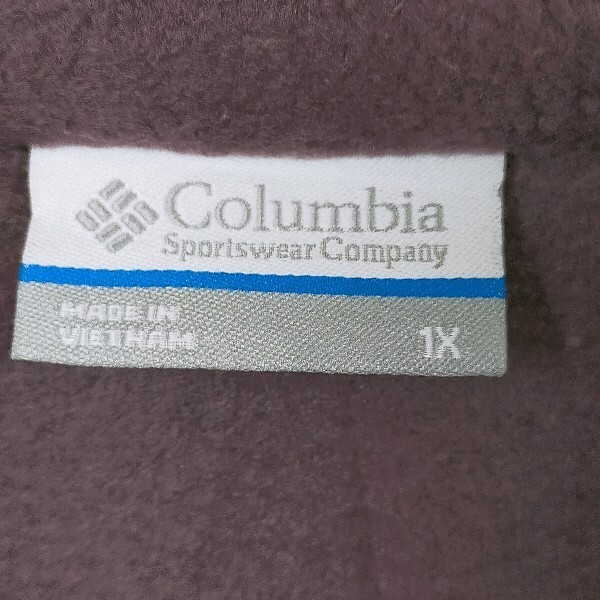 Columbia
Sportswear Company
MADE IN
VIETNAM
1X